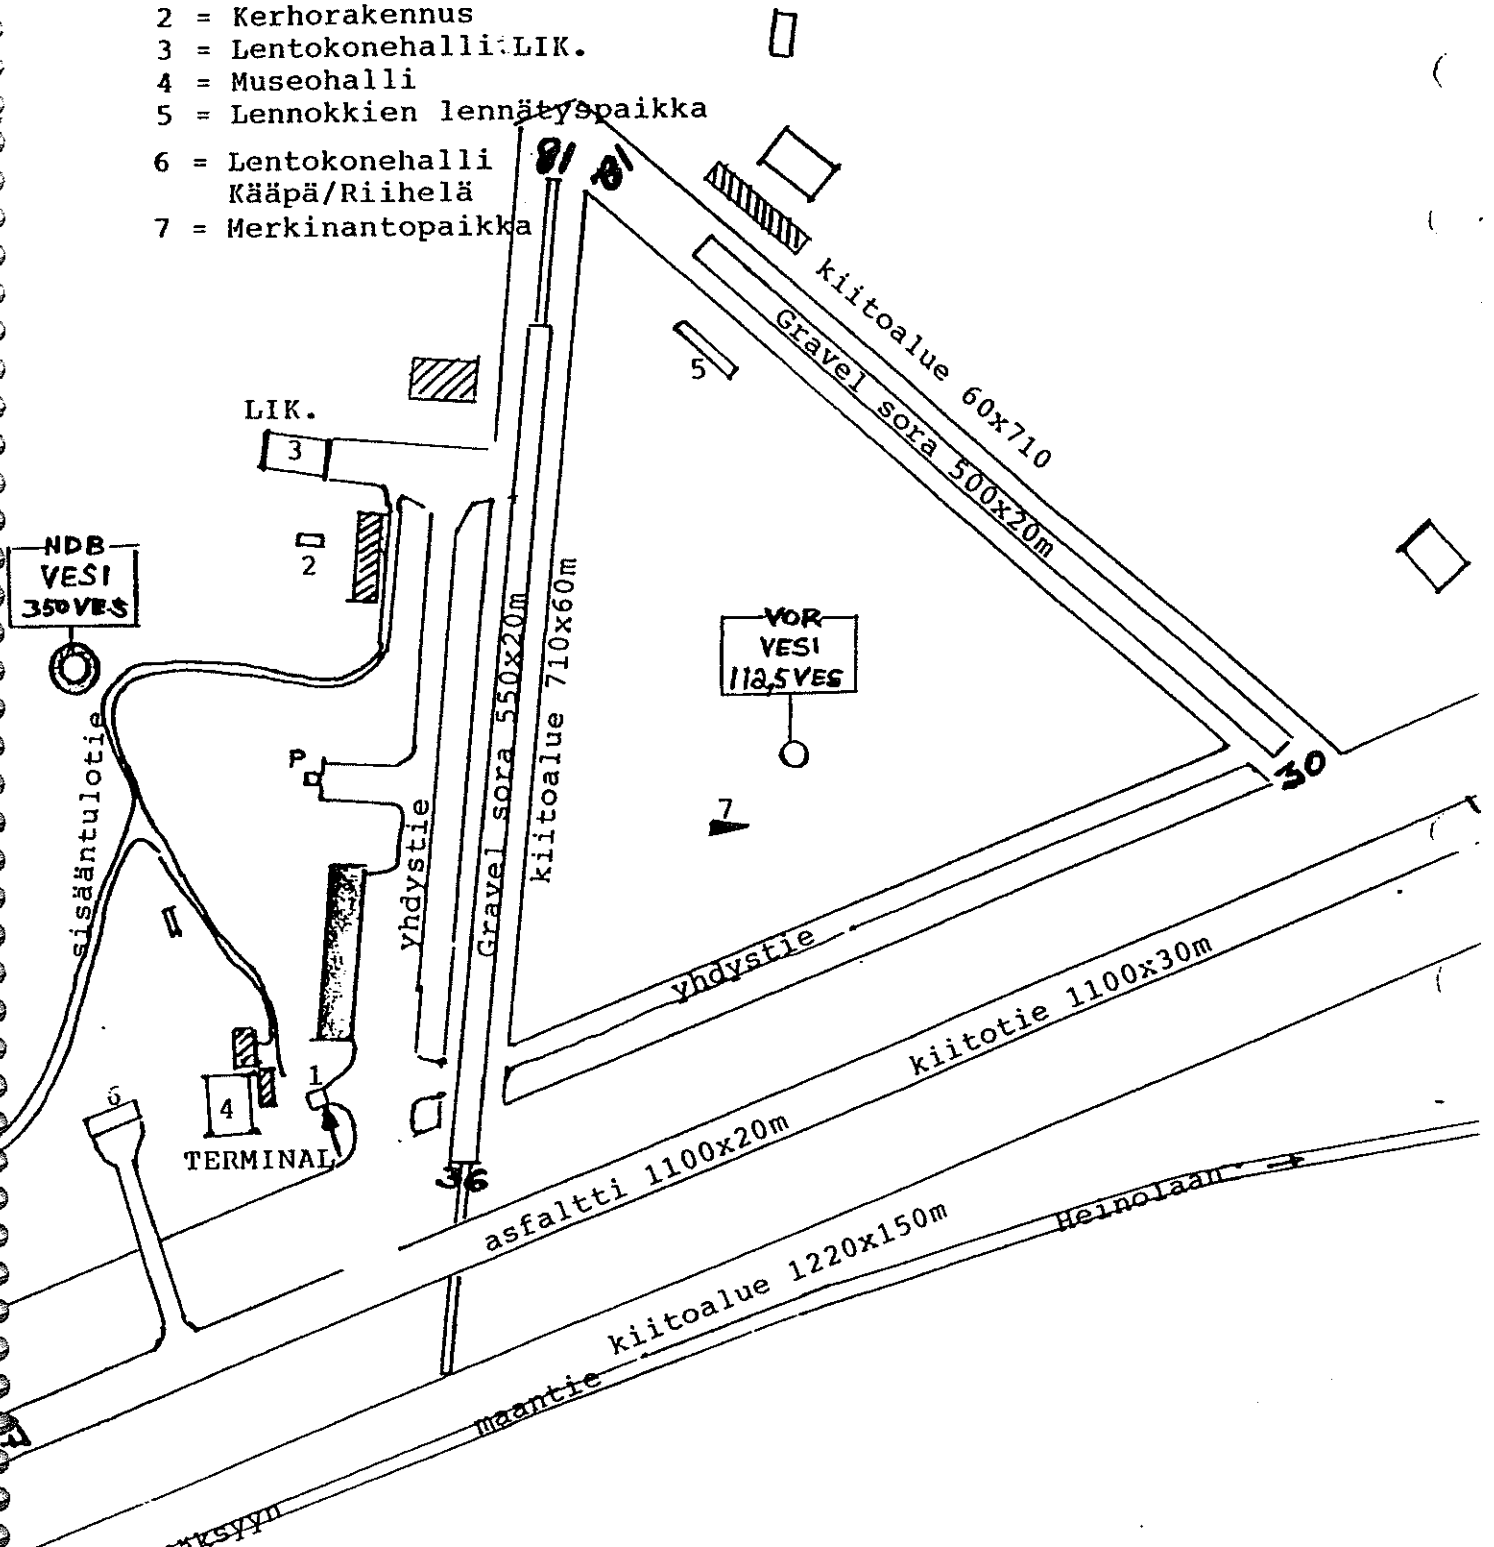 2 = Kerhorakennus
3 = Lentokonehalli LIK.
4 = Museohalli
5 = Lennokkien lennätyspaikka
6 = Lentokonehalli
Kääpä/Riihelä
7 = Merkinantopaikka
18
kiitoalue 60x710
Gravel sora 500x20m
5
LIK.
3
2
NDB
VESI
350 VES
VOR
VESI
112,5 VES
Gravel sora 550x20m
kiitoalue 710x60m
sisääntulotie
P
yhdystie
7
30
yhdystie
kiitotie 1100x30m
1
6
4
TERMINAL
36
asfaltti 1100x20m
kiitoalue 1220x150m
Heinolaan
maantie